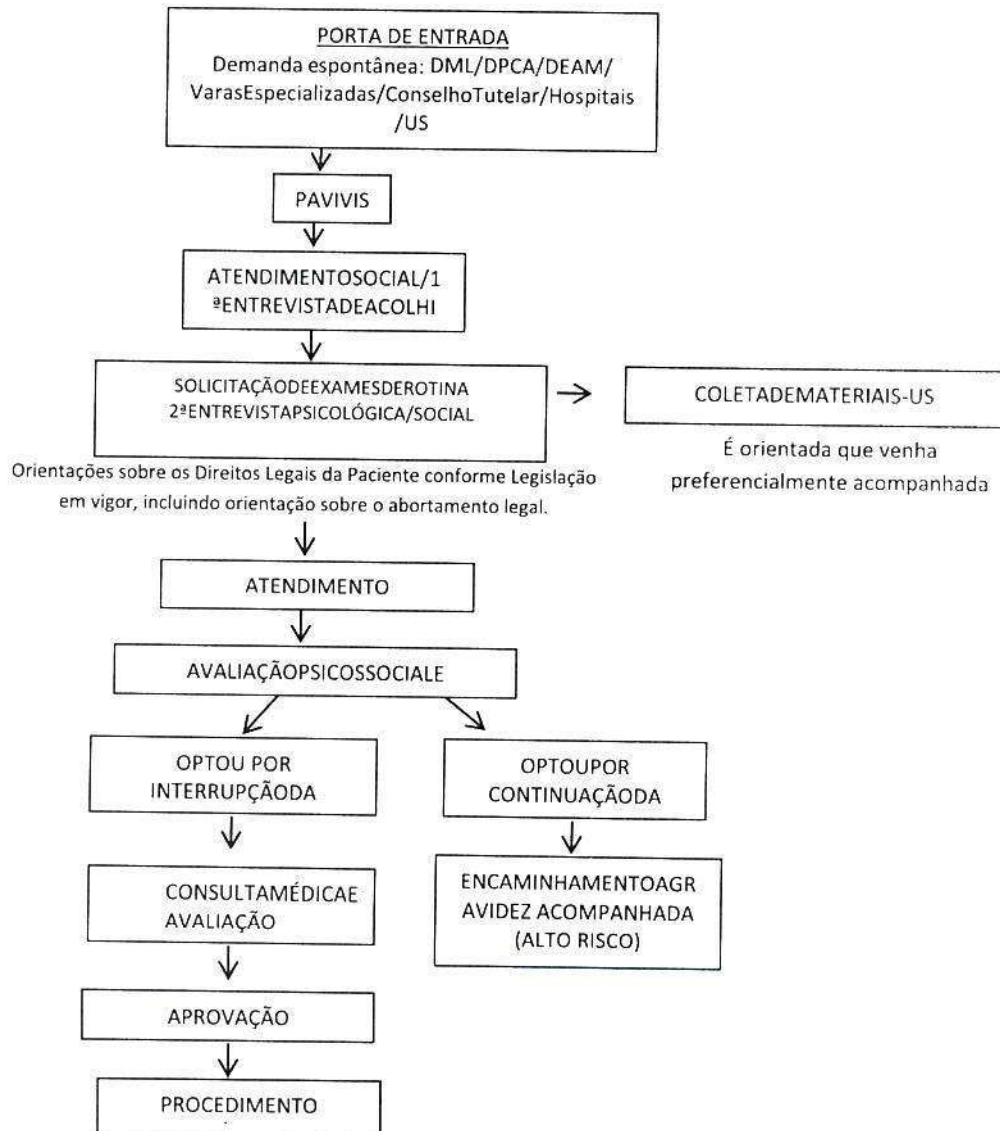 PORTA DE ENTRADA
Demanda espontânea: DML/DPCA/DEAM/
VarasEspecializadas/ConselhoTutelar/Hospitais
/US
PAVIVIS
ATENDIMENTOSOCIAL/1
ªENTREVISTADEACOLHI
SOLICITAÇÃODEEXAMESDEROTINA
2ªENTREVISTAPSICOLÓGICA/SOCIAL
COLETADEMATERIAIS-US
É orientada que venha
preferencialmente acompanhada
Orientações sobre os Direitos Legais da Paciente conforme Legislação
em vigor, incluindo orientação sobre o abortamento legal.
ATENDIMENTO
AVALIAÇÃOPSICOSSOCIALE
OPTOU POR
INTERRUPÇÃODA
OPTOUPOR
CONTINUAÇÃODA
CONSULTAMÉDICAE
AVALIAÇÃO
ENCAMINHAMENTOAGR
AVIDEZ ACOMPANHADA
(ALTO RISCO)
APROVAÇÃO
PROCEDIMENTO